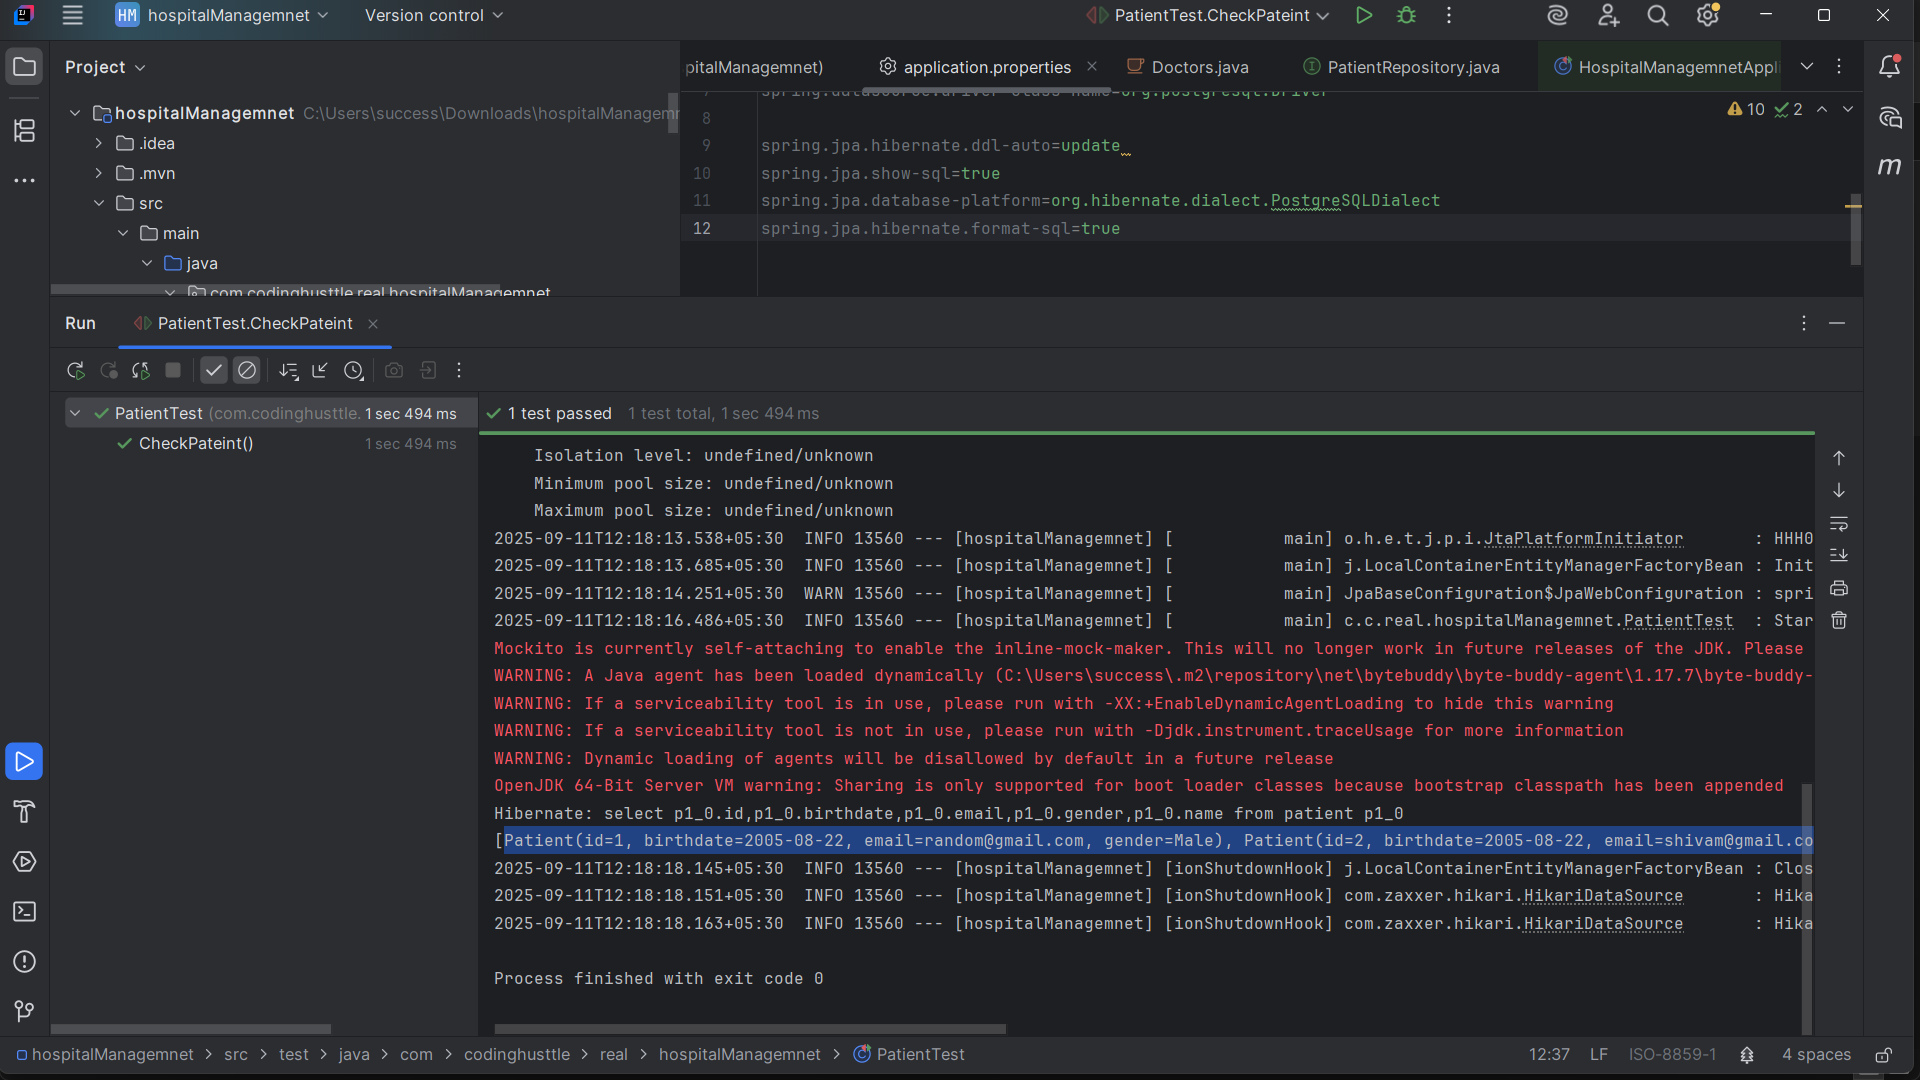 HM hospitalManagemnet Version control PatientTest.CheckPateint
Project
pitalManagemnet) application.properties Doctors.java PatientRepository.java HospitalManagemnetAppli
hospitalManagemnet C:\Users\success\Downloads\hospitalManagemn
.idea
.mvn
src
main
java
com.codinghusttle.real.hospitalManagemnet
7 spring.datasource.driver-class-name=org.postgresql.Driver
8
9 spring.jpa.hibernate.ddl-auto=update
10 spring.jpa.show-sql=true
11 spring.jpa.database-platform=org.hibernate.dialect.PostgreSQLDialect
12 spring.jpa.hibernate.format-sql=true
10 2
Run PatientTest.CheckPateint
PatientTest (com.codinghusttle. 1 sec 494 ms
CheckPateint() 1 sec 494 ms
1 test passed 1 test total, 1 sec 494 ms
Isolation level: undefined/unknown
Minimum pool size: undefined/unknown
Maximum pool size: undefined/unknown
2025-09-11T12:18:13.538+05:30 INFO 13560 --- [hospitalManagemnet] [ main] o.h.e.t.j.p.i.JtaPlatformInitiator : HHH0
2025-09-11T12:18:13.685+05:30 INFO 13560 --- [hospitalManagemnet] [ main] j.LocalContainerEntityManagerFactoryBean : Init
2025-09-11T12:18:14.251+05:30 WARN 13560 --- [hospitalManagemnet] [ main] JpaBaseConfiguration$JpaWebConfiguration : spri
2025-09-11T12:18:16.486+05:30 INFO 13560 --- [hospitalManagemnet] [ main] c.c.real.hospitalManagemnet.PatientTest : Star
Mockito is currently self-attaching to enable the inline-mock-maker. This will no longer work in future releases of the JDK. Please
WARNING: A Java agent has been loaded dynamically (C:\Users\success\.m2\repository\net\bytebuddy\byte-buddy-agent\1.17.7\byte-buddy-
WARNING: If a serviceability tool is in use, please run with -XX:+EnableDynamicAgentLoading to hide this warning
WARNING: If a serviceability tool is not in use, please run with -Djdk.instrument.traceUsage for more information
WARNING: Dynamic loading of agents will be disallowed by default in a future release
OpenJDK 64-Bit Server VM warning: Sharing is only supported for boot loader classes because bootstrap classpath has been appended
Hibernate: select p1_0.id,p1_0.birthdate,p1_0.email,p1_0.gender,p1_0.name from patient p1_0
[Patient(id=1, birthdate=2005-08-22, email=random@gmail.com, gender=Male), Patient(id=2, birthdate=2005-08-22, email=shivam@gmail.co
2025-09-11T12:18:18.145+05:30 INFO 13560 --- [hospitalManagemnet] [ionShutdownHook] j.LocalContainerEntityManagerFactoryBean : Clos
2025-09-11T12:18:18.151+05:30 INFO 13560 --- [hospitalManagemnet] [ionShutdownHook] com.zaxxer.hikari.HikariDataSource : Hika
2025-09-11T12:18:18.163+05:30 INFO 13560 --- [hospitalManagemnet] [ionShutdownHook] com.zaxxer.hikari.HikariDataSource : Hika
Process finished with exit code 0
hospitalManagemnet > src > test > java > com > codinghusttle > real > hospitalManagemnet > PatientTest 12:37 LF ISO-8859-1 4 spaces